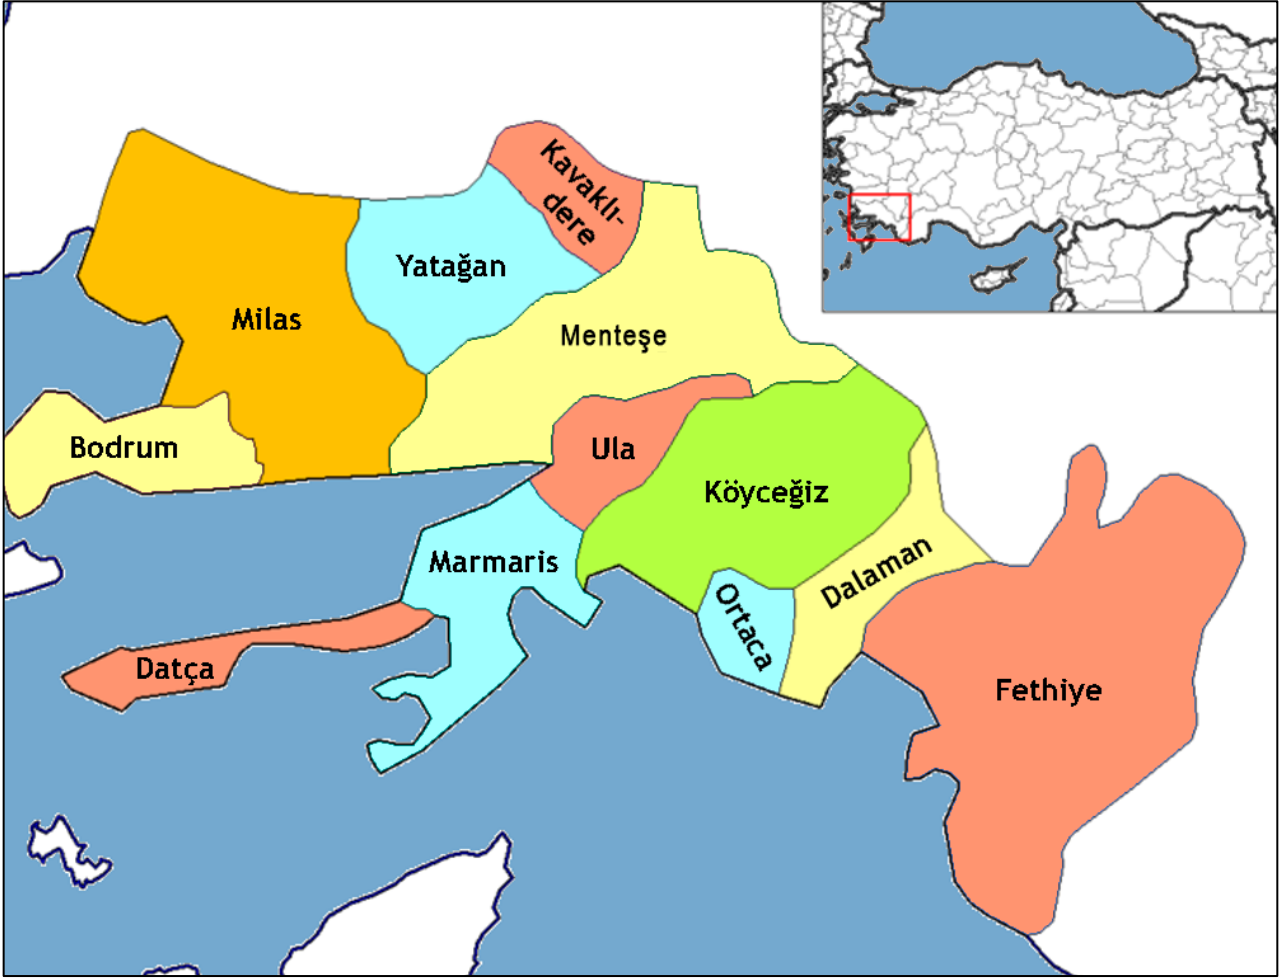 Kavaklı-
dere
Yatağan
Milas
Menteşe
Bodrum
Ula
Köyceğiz
Marmaris
Dalaman
Ortaca
Datça
Fethiye